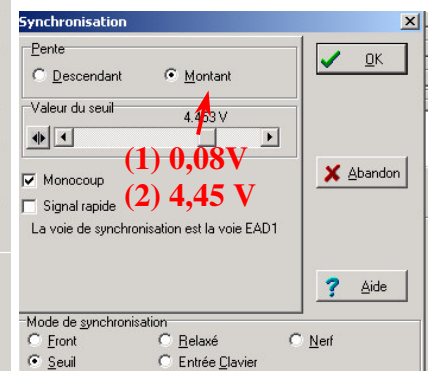 Synchronisation
Pente
Descendant
Montant
OK
Valeur du seuil
4.453 V
(1) 0,08V
Monocoup
(2) 4,45 V
Abandon
Signal rapide
La voie de synchronisation est la voie EAD1
Aide
Mode de synchronisation
Front
Relaxé
Nerf
Seuil
Entrée Clavier